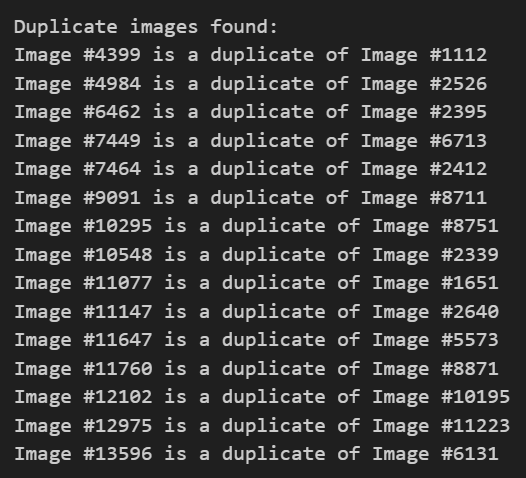 Duplicate images found:
Image #4399 is a duplicate of Image #1112
Image #4984 is a duplicate of Image #2526
Image #6462 is a duplicate of Image #2395
Image #7449 is a duplicate of Image #6713
Image #7464 is a duplicate of Image #2412
Image #9091 is a duplicate of Image #8711
Image #10295 is a duplicate of Image #8751
Image #10548 is a duplicate of Image #2339
Image #11077 is a duplicate of Image #1651
Image #11147 is a duplicate of Image #2640
Image #11647 is a duplicate of Image #5573
Image #11760 is a duplicate of Image #8871
Image #12102 is a duplicate of Image #10195
Image #12975 is a duplicate of Image #11223
Image #13596 is a duplicate of Image #6131